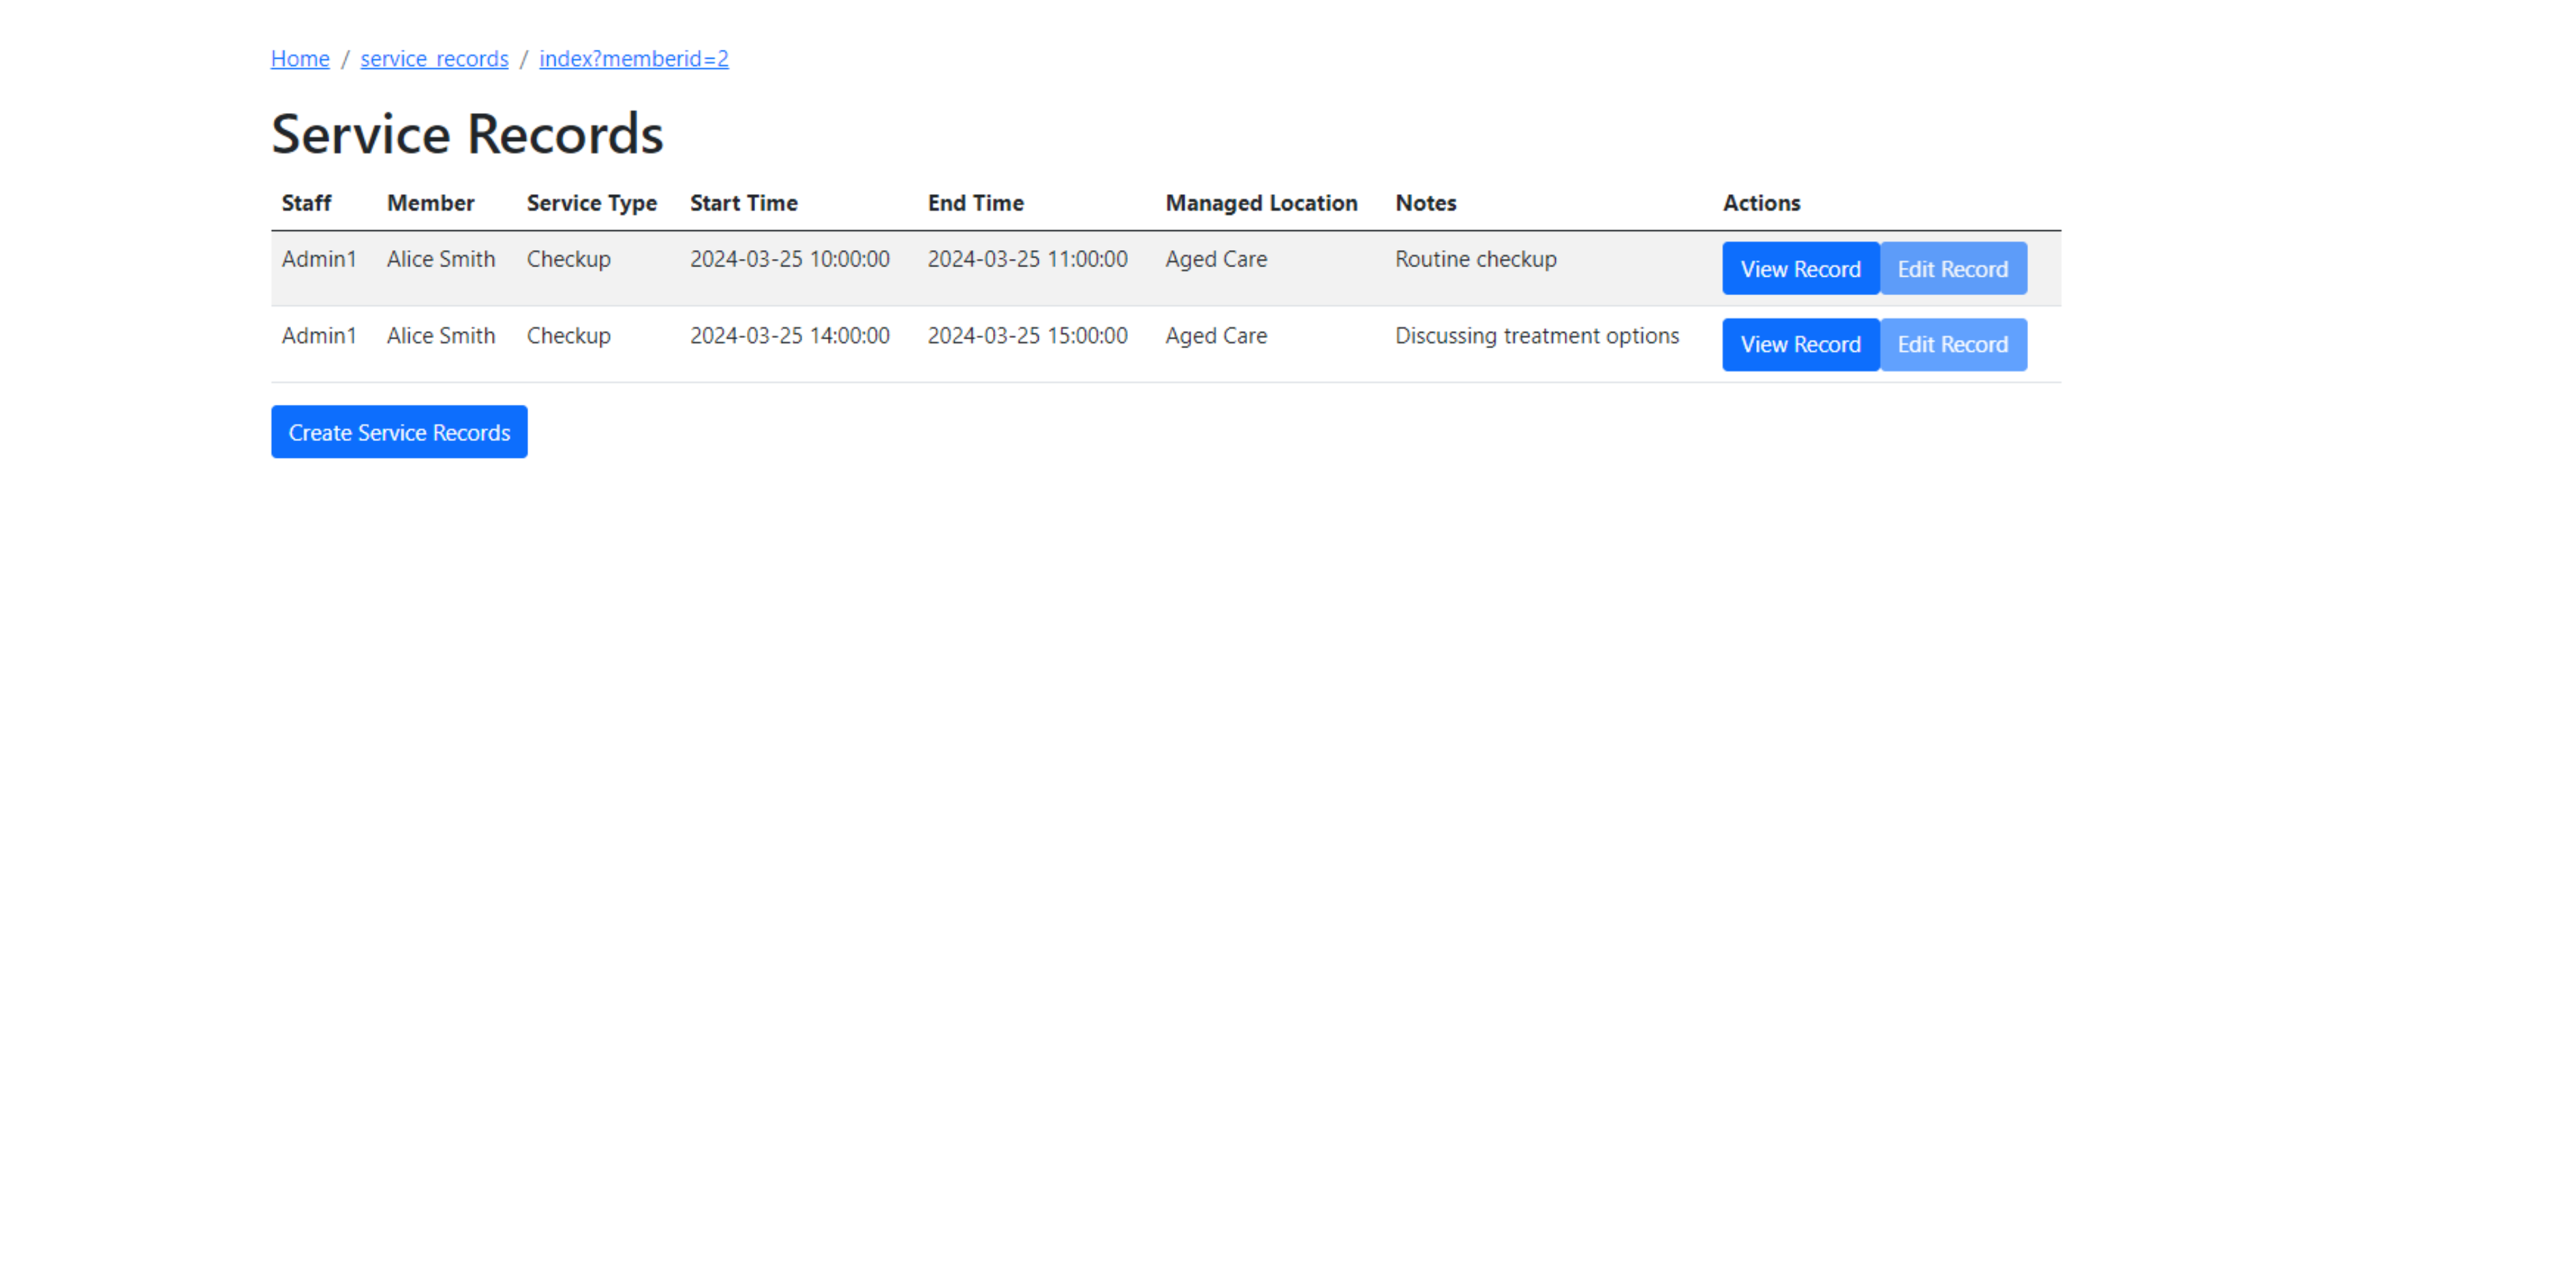 Home / service_records / index?memberid=2
Service Records
Staff Member Service Type Start Time End Time Managed Location Notes Actions
Admin1 Alice Smith Checkup 2024-03-25 10:00:00 2024-03-25 11:00:00 Aged Care Routine checkup View Record Edit Record
Admin1 Alice Smith Checkup 2024-03-25 14:00:00 2024-03-25 15:00:00 Aged Care Discussing treatment options View Record Edit Record
Create Service Records